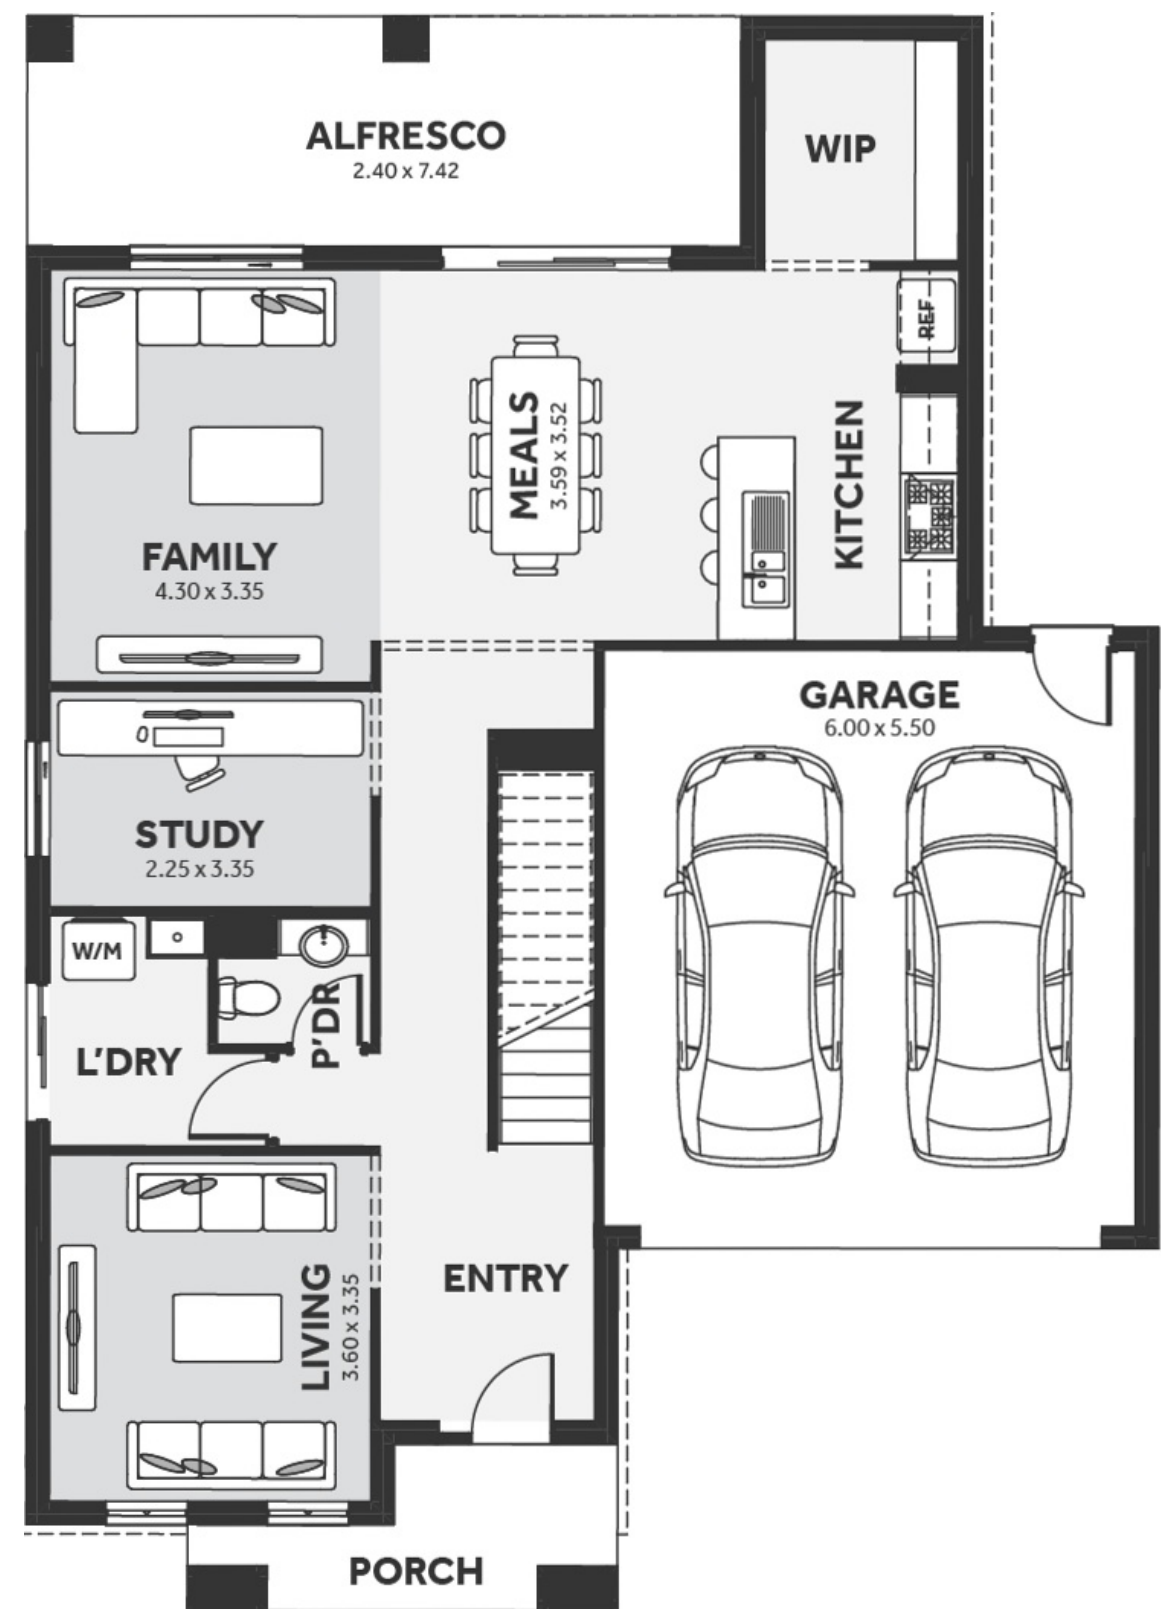 ALFRESCO
2.40 x 7.42
WIP
REF
MEALS
3.59 x 3.52
KITCHEN
FAMILY
4.30 x 3.35
GARAGE
6.00 x 5.50
STUDY
2.25 x 3.35
W/M
P'DR
L'DRY
ENTRY
LIVING
3.60 x 3.35
PORCH